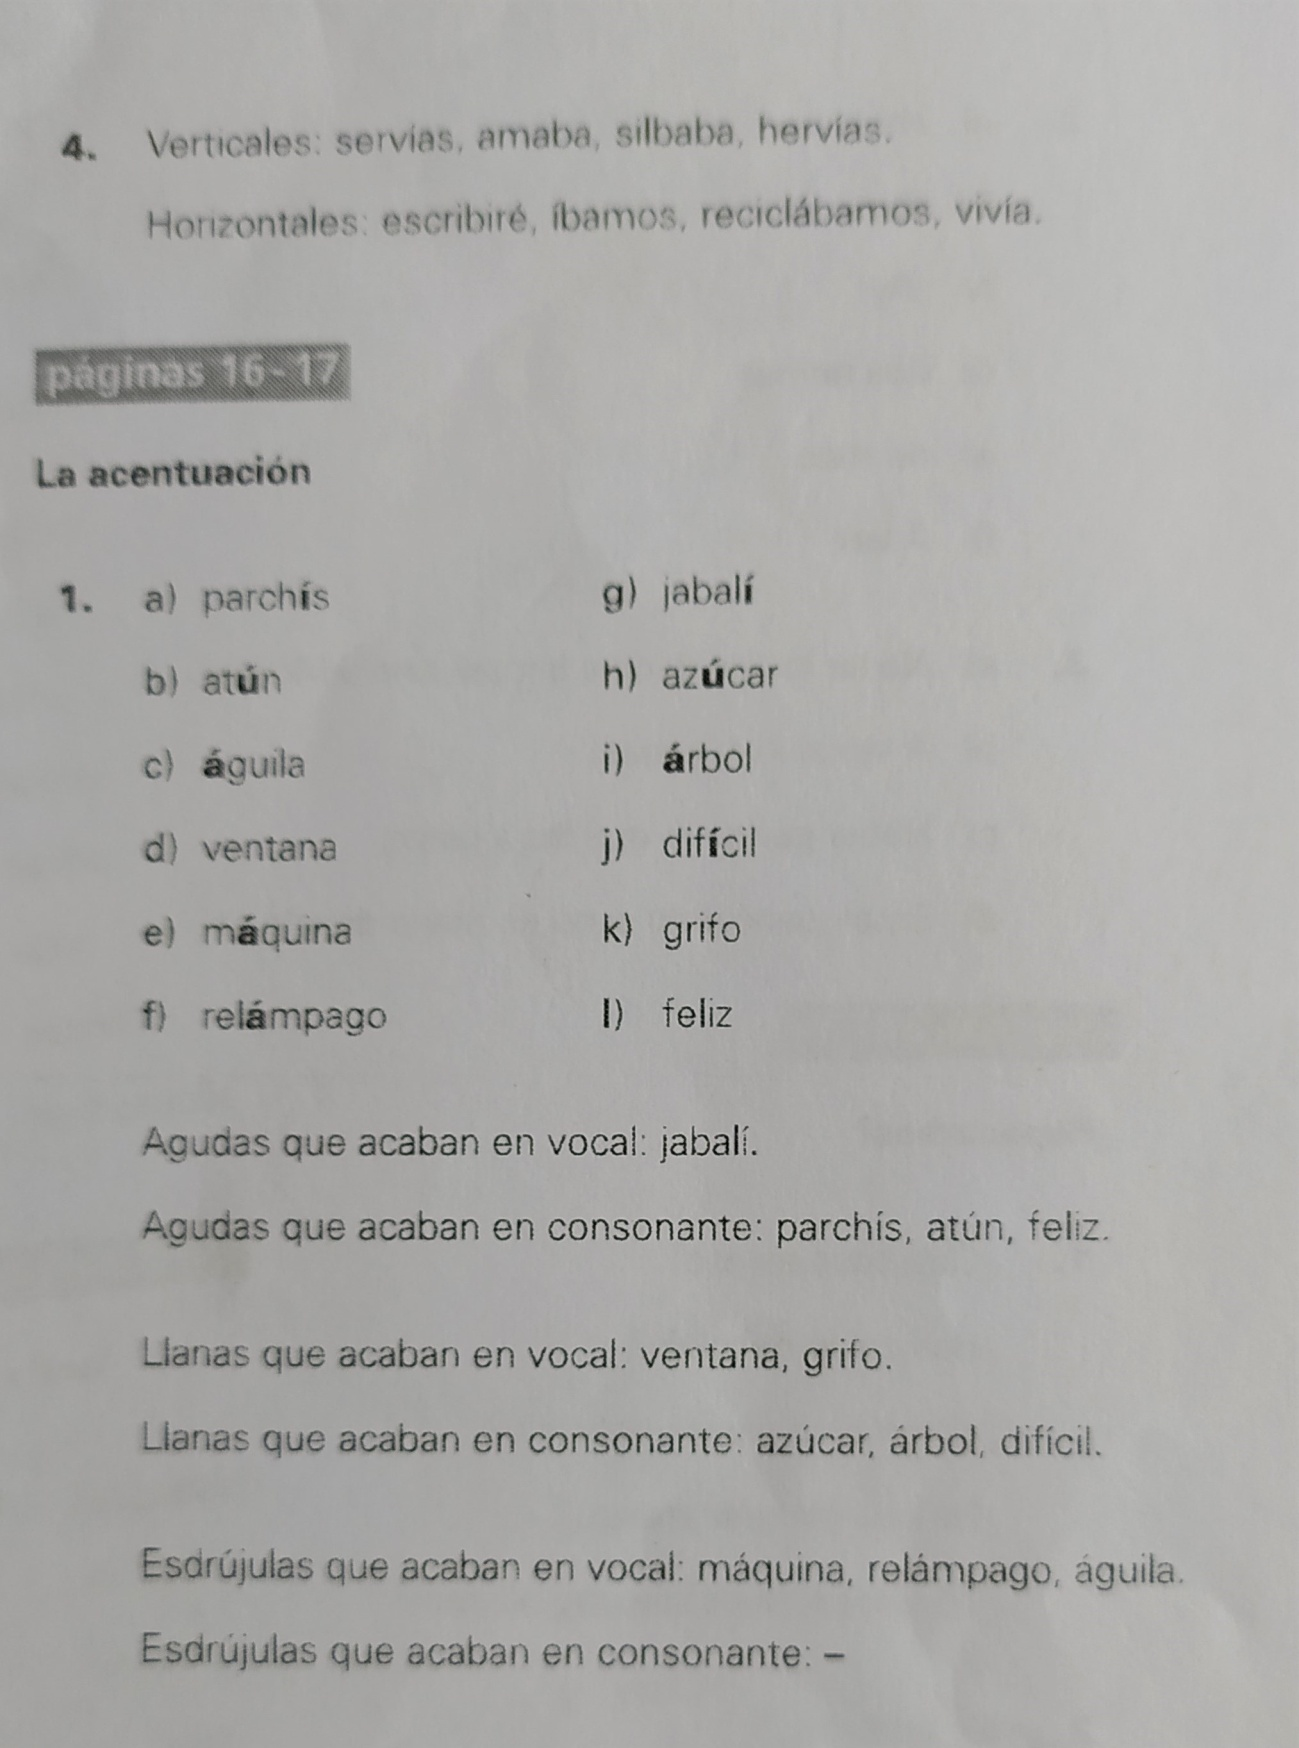 4. Verticales: servías, amaba, silbaba, hervías.
Horizontales: escribiré, íbamos, reciclábamos, vivía.
páginas 16-17
La acentuación
1. a) parchís
b) atún
c) águila
d) ventana
e) máquina
f) relámpago
g) jabalí
h) azúcar
i) árbol
j) difícil
k) grifo
l) feliz
Agudas que acaban en vocal: jabalí.
Agudas que acaban en consonante: parchís, atún, feliz.
Llanas que acaban en vocal: ventana, grifo.
Llanas que acaban en consonante: azúcar, árbol, difícil.
Esdrújulas que acaban en vocal: máquina, relámpago, águila.
Esdrújulas que acaban en consonante: –